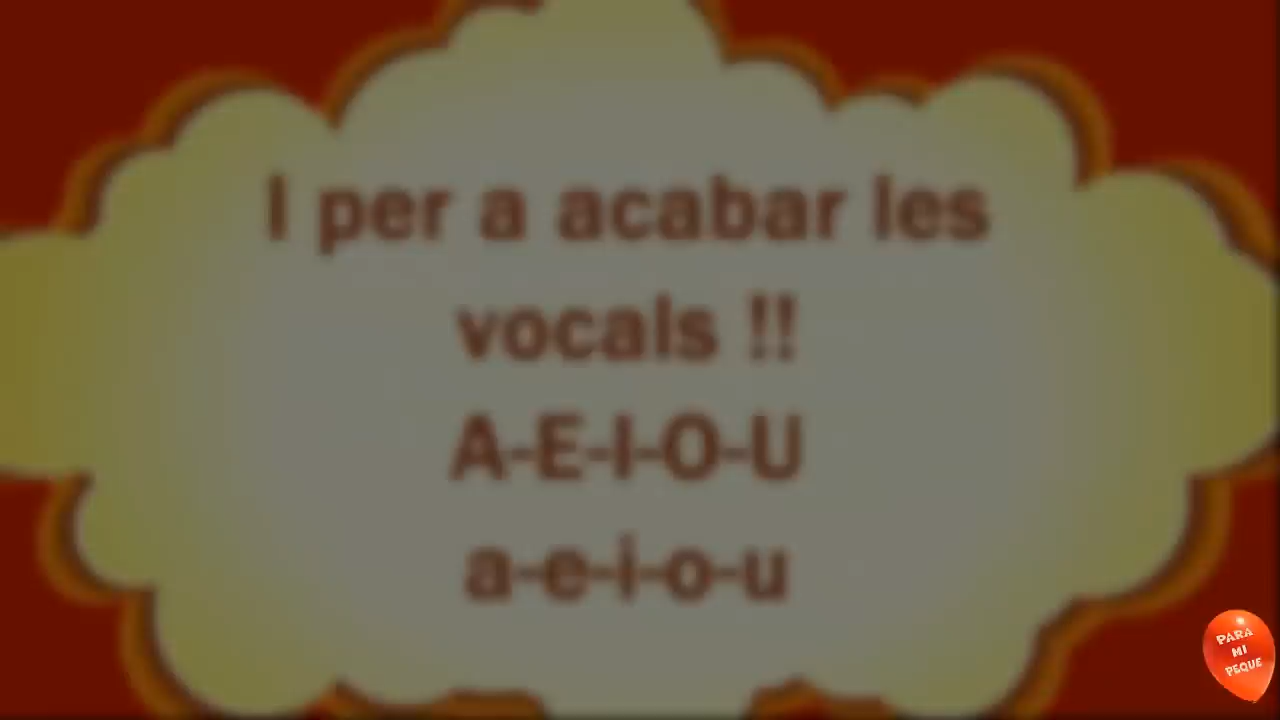 I per a acabar les
vocals !!
A-E-I-O-U
a-e-i-o-u
PARA
MI
PEQUE